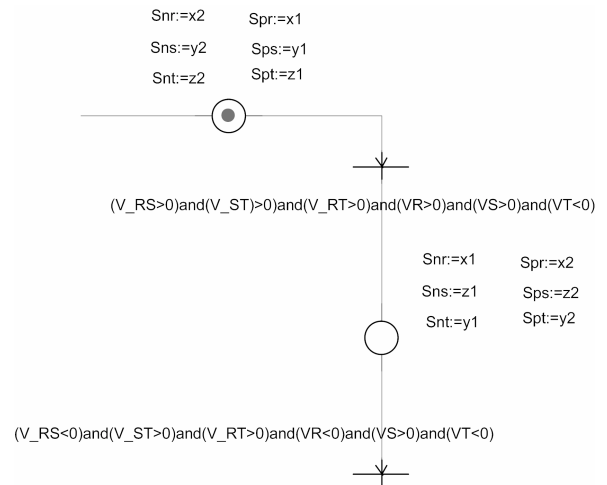 Snr:=x2 Spr:=x1
Sns:=y2 Sps:=y1
Snt:=z2 Spt:=z1
(V_RS>0)and(V_ST)>0)and(V_RT>0)and(VR>0)and(VS>0)and(VT<0)
Snr:=x1 Spr:=x2
Sns:=z1 Sps:=z2
Snt:=y1 Spt:=y2
(V_RS<0)and(V_ST>0)and(V_RT>0)and(VR<0)and(VS>0)and(VT<0)